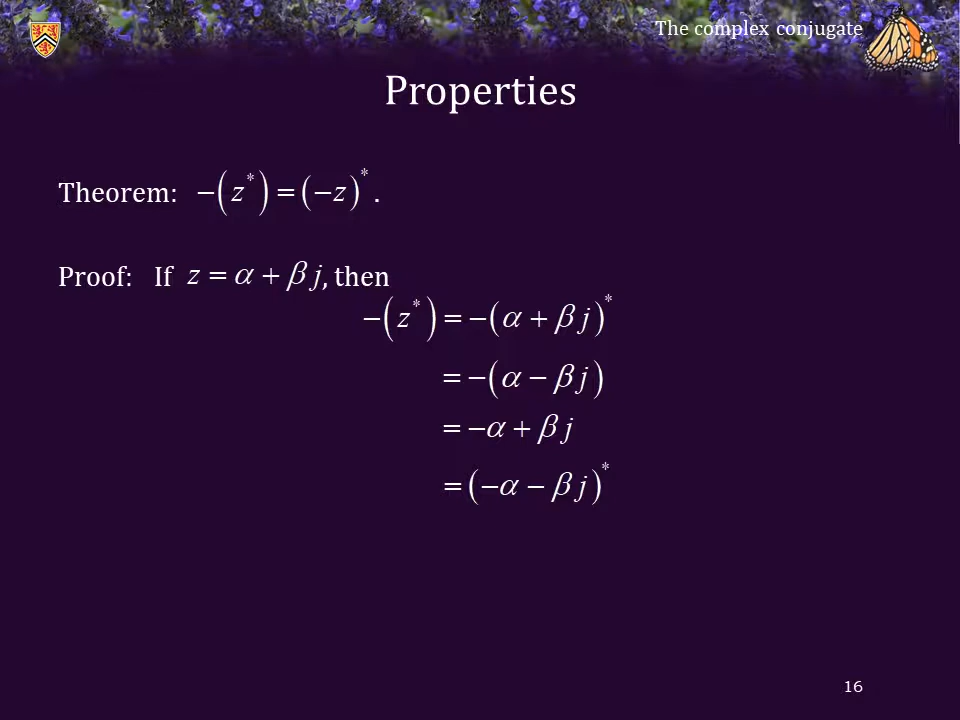 The complex conjugate
Properties
Theorem: −(z*) = (−z)*.
Proof: If z = α + β j, then
−(z*) = −(α + β j)*
= −(α − β j)
= −α + β j
= (−α − β j)*
16